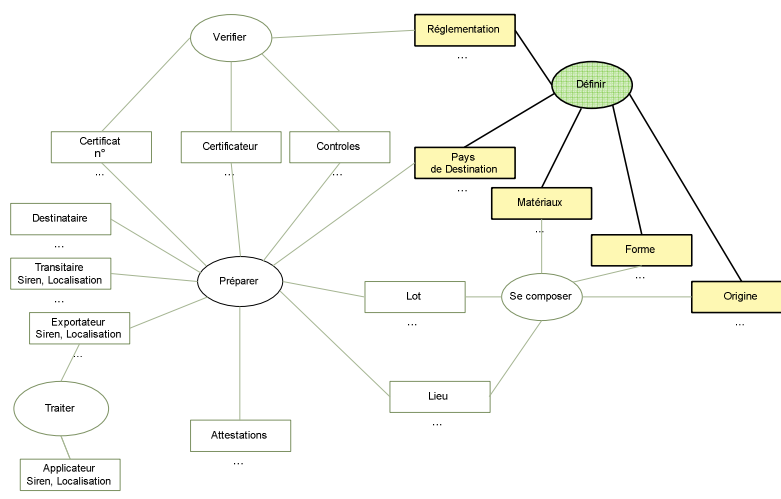 Verifier
Réglementation
...
Définir
Certificat
n°
...
Certificateur
...
Controles
...
Pays
de Destination
...
Matériaux
...
Destinataire
...
Forme
...
Transitaire
Siren, Localisation
...
Préparer
Lot
...
Se composer
Origine
...
Exportateur
Siren, Localisation
...
Lieu
...
Traiter
Attestations
...
Applicateur
Siren, Localisation